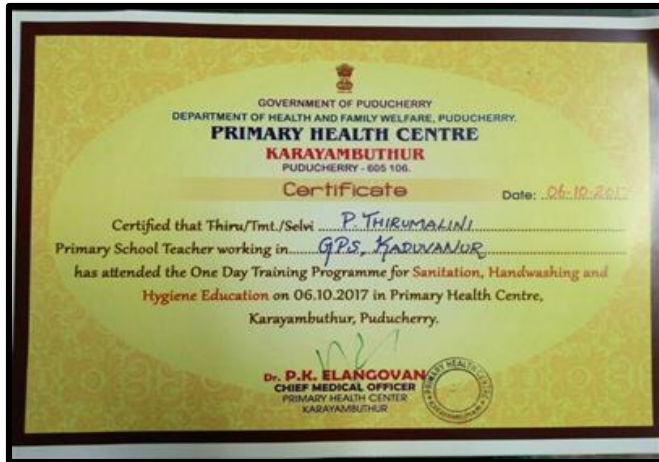 GOVERNMENT OF PUDUCHERRY
DEPARTMENT OF HEALTH AND FAMILY WELFARE, PUDUCHERRY.
PRIMARY HEALTH CENTRE
KARAYAMBUTHUR
PUDUCHERRY - 605 106.
Certificate
Date: 06-10-2017
Certified that Thiru/Tmt./Selvi P. THIRUMALINI
Primary School Teacher working in GPS, KADUVANUR
has attended the One Day Training Programme for Sanitation, Handwashing and
Hygiene Education on 06.10.2017 in Primary Health Centre,
Karayambuthur, Puducherry.
Dr. P.K. ELANGOVAN
CHIEF MEDICAL OFFICER
PRIMARY HEALTH CENTER
KARAYAMBUTHUR
PRIMARY HEALTH CENTRE